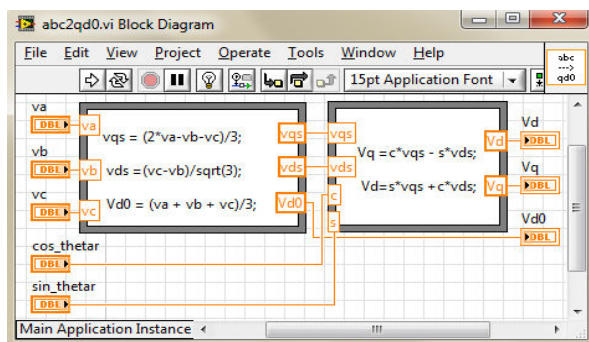 abc2qd0.vi Block Diagram
File Edit View Project Operate Tools Window Help
15pt Application Font
abc
--->
qd0
va
DBL
va
vb
DBL
vb
vc
DBL
vc
vqs = (2*va-vb-vc)/3;
vds =(vc-vb)/sqrt(3);
Vd0 = (va + vb + vc)/3;
vqs
vds
Vd0
vqs
vds
c
s
Vq =c*vqs - s*vds;
Vd=s*vqs +c*vds;
Vd
Vq
Vd
DBL
Vq
DBL
Vd0
DBL
cos_thetar
DBL
sin_thetar
DBL
Main Application Instance